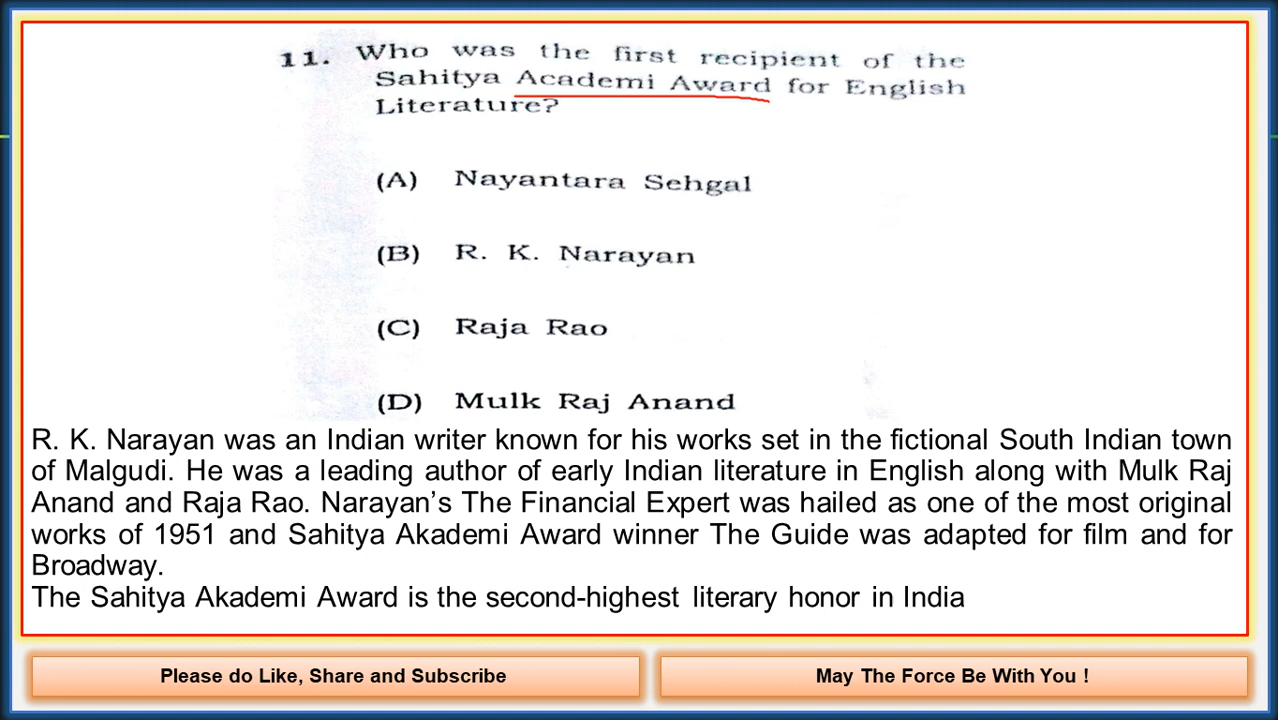 11. Who was the first recipient of the
Sahitya Academi Award for English
Literature?
(A) Nayantara Sehgal
(B) R. K. Narayan
(C) Raja Rao
(D) Mulk Raj Anand
R. K. Narayan was an Indian writer known for his works set in the fictional South Indian town
of Malgudi. He was a leading author of early Indian literature in English along with Mulk Raj
Anand and Raja Rao. Narayan’s The Financial Expert was hailed as one of the most original
works of 1951 and Sahitya Akademi Award winner The Guide was adapted for film and for
Broadway.
The Sahitya Akademi Award is the second-highest literary honor in India
Please do Like, Share and Subscribe
May The Force Be With You !